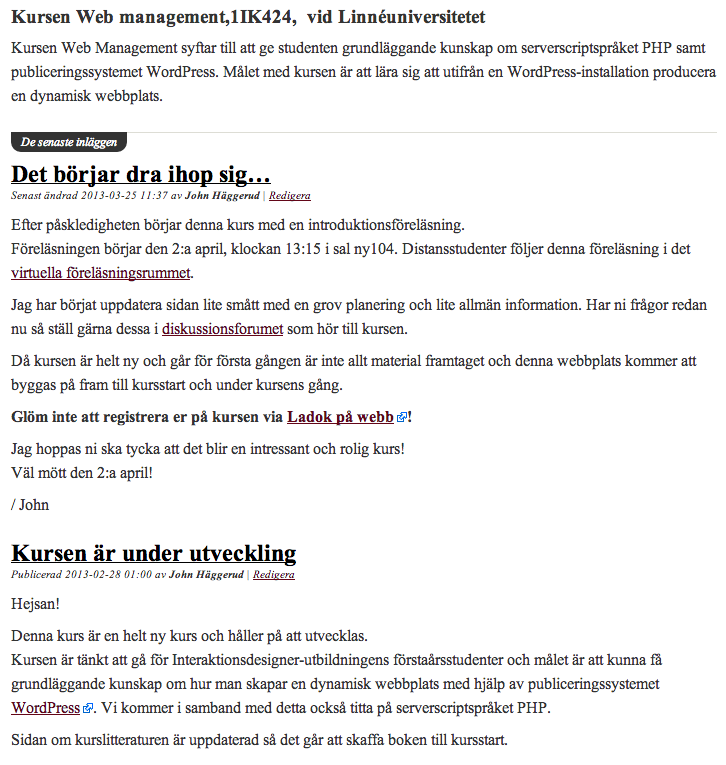 Kursen Web management,1IK424, vid Linnéuniversitetet
Kursen Web Management syftar till att ge studenten grundläggande kunskap om serverscriptspråket PHP samt
publiceringssystemet WordPress. Målet med kursen är att lära sig att utifrån en WordPress-installation producera
en dynamisk webbplats.
De senaste inläggen
Det börjar dra ihop sig…
Senast ändrad 2013-03-25 11:37 av John Häggerud | Redigera
Efter påskledigheten börjar denna kurs med en introduktionsföreläsning.
Föreläsningen börjar den 2:a april, klockan 13:15 i sal ny104. Distansstudenter följer denna föreläsning i det
virtuella föreläsningsrummet.
Jag har börjat uppdatera sidan lite smått med en grov planering och lite allmän information. Har ni frågor redan
nu så ställ gärna dessa i diskussionsforumet som hör till kursen.
Då kursen är helt ny och går för första gången är inte allt material framtaget och denna webbplats kommer att
byggas på fram till kursstart och under kursens gång.
Glöm inte att registrera er på kursen via Ladok på webb!
Jag hoppas ni ska tycka att det blir en intressant och rolig kurs!
Väl mött den 2:a april!
/ John
Kursen är under utveckling
Publicerad 2013-02-28 01:00 av John Häggerud | Redigera
Hejsan!
Denna kurs är en helt ny kurs och håller på att utvecklas.
Kursen är tänkt att gå för Interaktionsdesigner-utbildningens förstaårsstudenter och målet är att kunna få
grundläggande kunskap om hur man skapar en dynamisk webbplats med hjälp av publiceringssystemet
WordPress. Vi kommer i samband med detta också titta på serverscriptspråket PHP.
Sidan om kurslitteraturen är uppdaterad så det går att skaffa boken till kursstart.